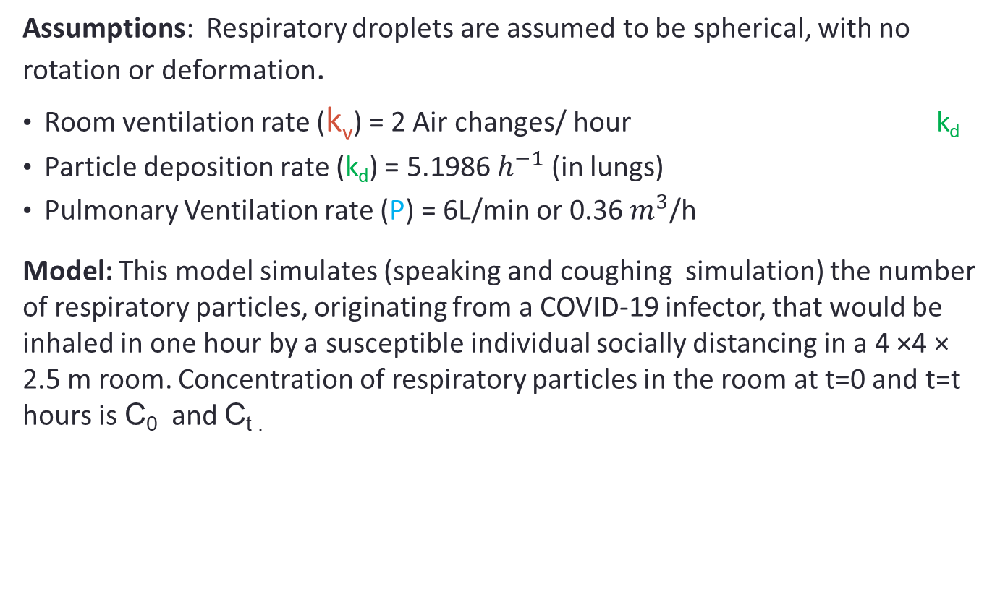 Assumptions:  Respiratory droplets are assumed to be spherical, with no
rotation or deformation.
• Room ventilation rate (kᵥ) = 2 Air changes/ hour
k_d
• Particle deposition rate (k_d) = 5.1986 h⁻¹ (in lungs)
• Pulmonary Ventilation rate (P) = 6L/min or 0.36 m³/h
Model: This model simulates (speaking and coughing  simulation) the number
of respiratory particles, originating from a COVID-19 infector, that would be
inhaled in one hour by a susceptible individual socially distancing in a 4 ×4 ×
2.5 m room. Concentration of respiratory particles in the room at t=0 and t=t
hours is C₀  and Cₜ .